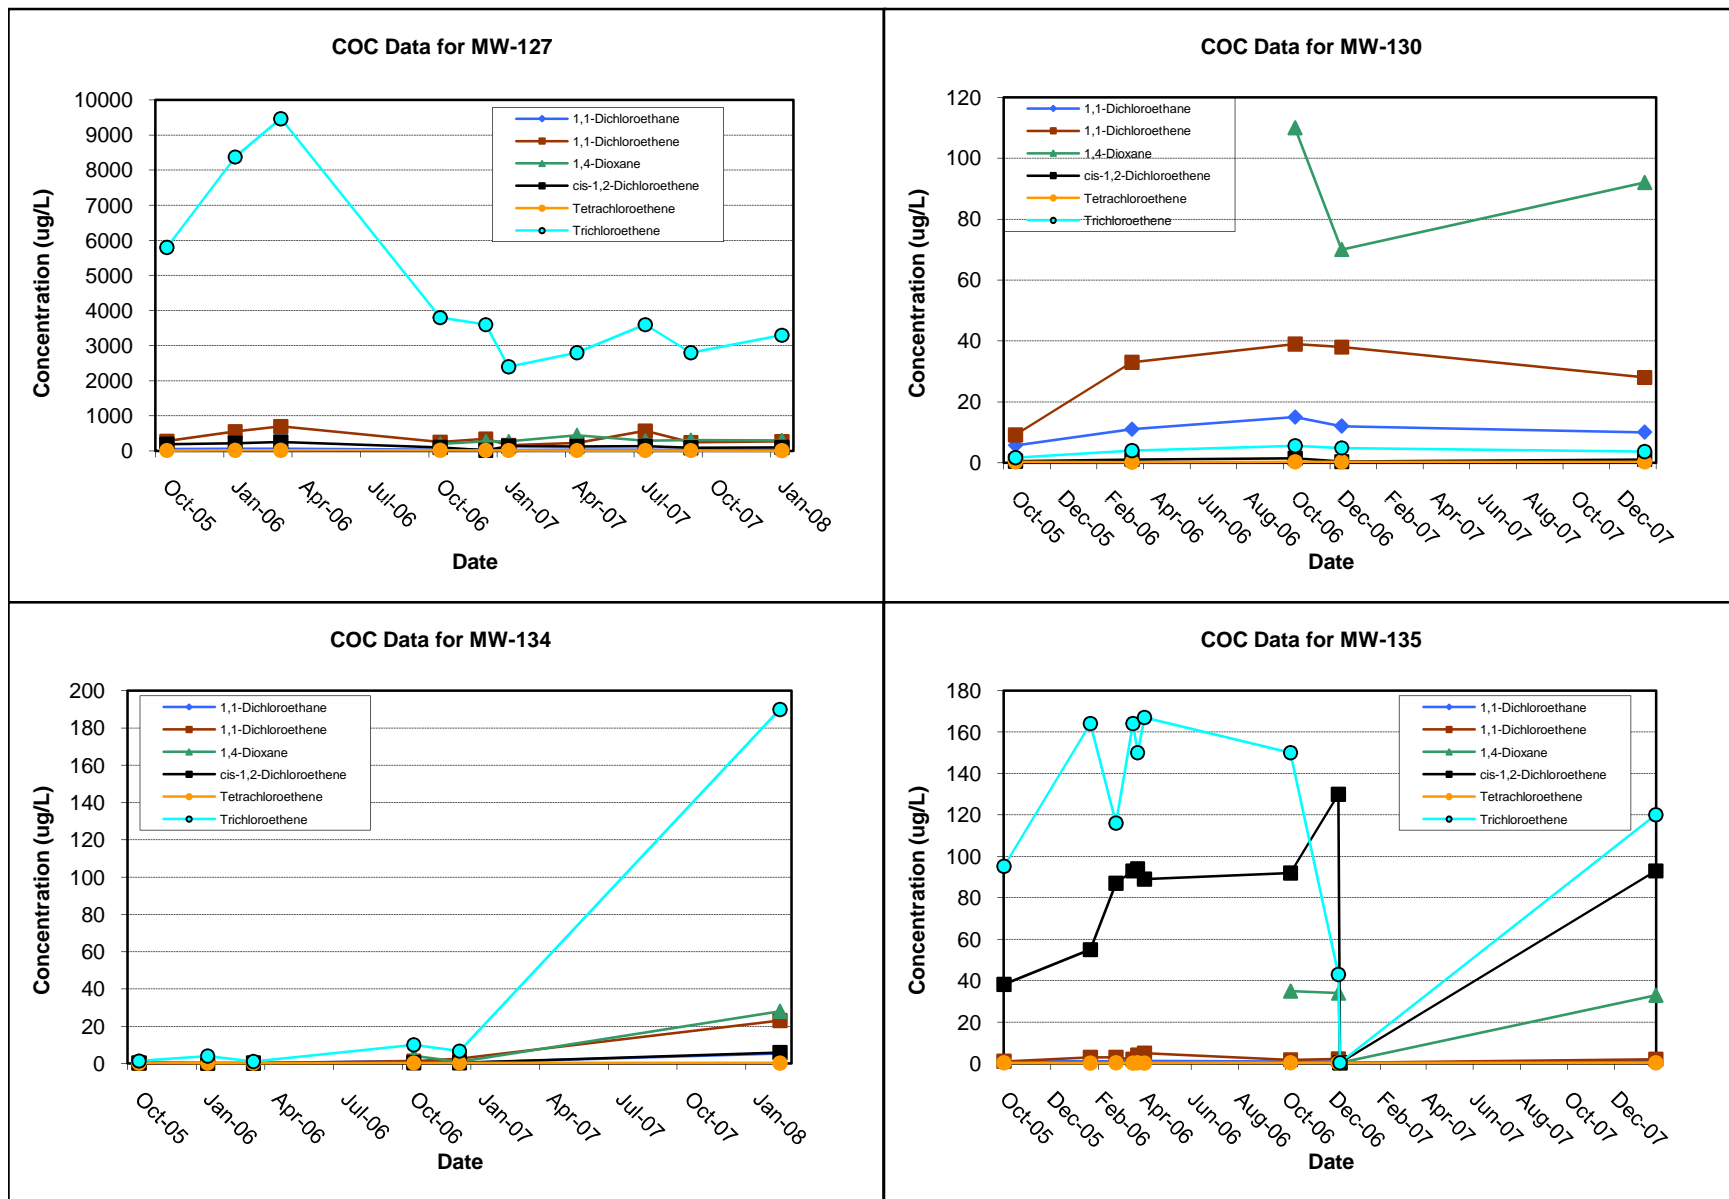 COC Data for MW-127
Concentration (ug/L)
10000
9000
8000
7000
6000
5000
4000
3000
2000
1000
0
1,1-Dichloroethane
1,1-Dichloroethene
1,4-Dioxane
cis-1,2-Dichloroethene
Tetrachloroethene
Trichloroethene
Oct-05
Jan-06
Apr-06
Jul-06
Oct-06
Jan-07
Apr-07
Jul-07
Oct-07
Jan-08
Date
COC Data for MW-130
Concentration (ug/L)
120
100
80
60
40
20
0
1,1-Dichloroethane
1,1-Dichloroethene
1,4-Dioxane
cis-1,2-Dichloroethene
Tetrachloroethene
Trichloroethene
Oct-05
Dec-05
Feb-06
Apr-06
Jun-06
Aug-06
Oct-06
Dec-06
Feb-07
Apr-07
Jun-07
Aug-07
Oct-07
Dec-07
Date
COC Data for MW-134
Concentration (ug/L)
200
180
160
140
120
100
80
60
40
20
0
1,1-Dichloroethane
1,1-Dichloroethene
1,4-Dioxane
cis-1,2-Dichloroethene
Tetrachloroethene
Trichloroethene
Oct-05
Jan-06
Apr-06
Jul-06
Oct-06
Jan-07
Apr-07
Jul-07
Oct-07
Jan-08
Date
COC Data for MW-135
Concentration (ug/L)
180
160
140
120
100
80
60
40
20
0
1,1-Dichloroethane
1,1-Dichloroethene
1,4-Dioxane
cis-1,2-Dichloroethene
Tetrachloroethene
Trichloroethene
Oct-05
Dec-05
Feb-06
Apr-06
Jun-06
Aug-06
Oct-06
Dec-06
Feb-07
Apr-07
Jun-07
Aug-07
Oct-07
Dec-07
Date